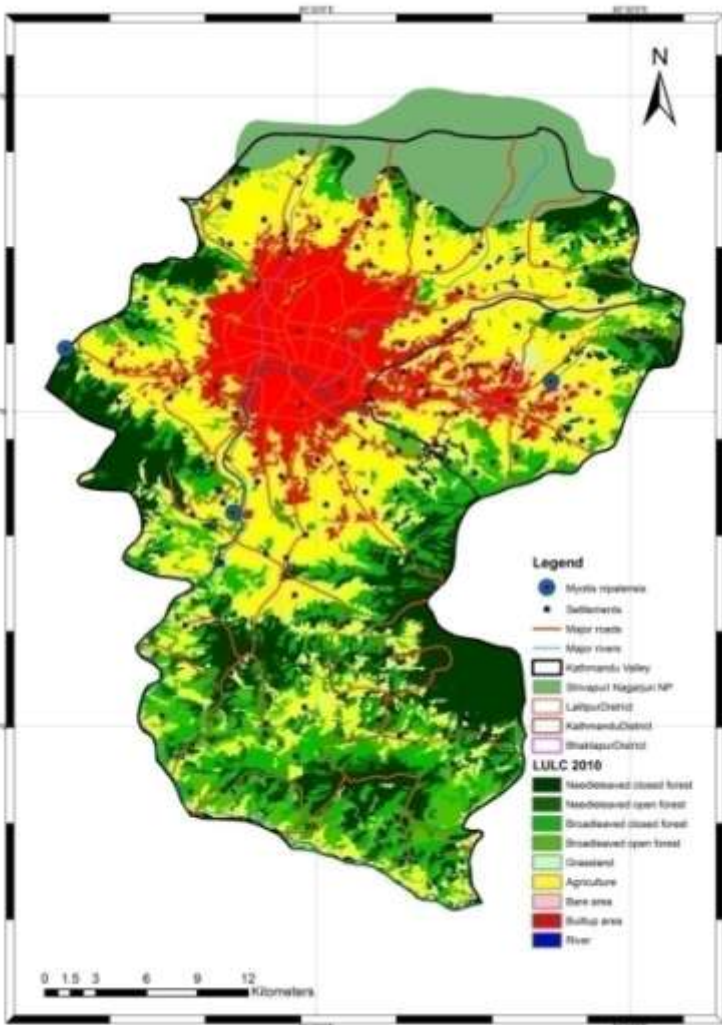 N
Legend
Myotis nipalensis
Settlements
Major roads
Major rivers
Kathmandu Valley
Shivapuri Nagarjun NP
LalitpurDistrict
KathmanduDistrict
BhaktapurDistrict
LULC 2010
Needleleaved closed forest
Needleleaved open forest
Broadleaved closed forest
Broadleaved open forest
Grassland
Agriculture
Bare area
Builtup area
River
0 1.5 3 6 9 12
Kilometers